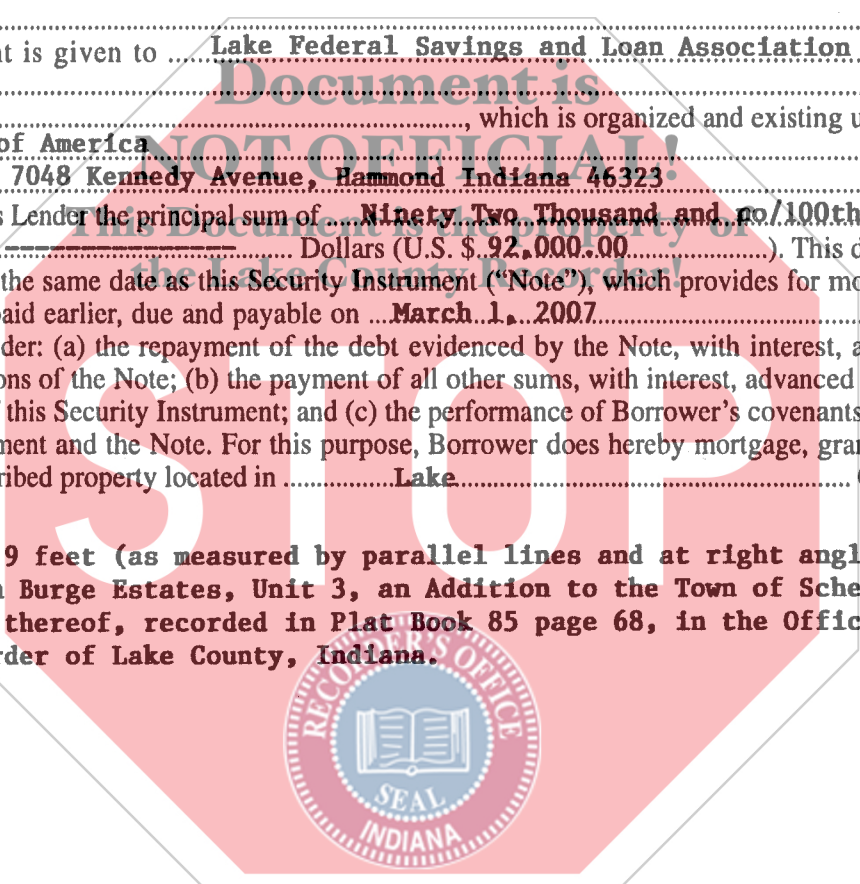 nt is given to ..... Lake Federal Savings and Loan Association
Document is
, which is organized and existing u
of America
NOT OFFICIAL!
7048 Kennedy Avenue, Hammond Indiana 46323
s Lender the principal sum of ... Ninety Two Thousand and no/100th
This Document is the property of
---------------- Dollars (U.S. $ 92,000.00 ). This d
the Lake County Recorder!
the same date as this Security Instrument (“Note”), which provides for mo
aid earlier, due and payable on ... March 1, 2007
der: (a) the repayment of the debt evidenced by the Note, with interest, a
ons of the Note; (b) the payment of all other sums, with interest, advanced
this Security Instrument; and (c) the performance of Borrower’s covenants
ment and the Note. For this purpose, Borrower does hereby mortgage, gran
ribed property located in ................ Lake
STOP
9 feet (as measured by parallel lines and at right angl
Burge Estates, Unit 3, an Addition to the Town of Sche
thereof, recorded in Plat Book 85 page 68, in the Offic
rder of Lake County, Indiana.
RECORDER'S OFFICE
SEAL
INDIANA